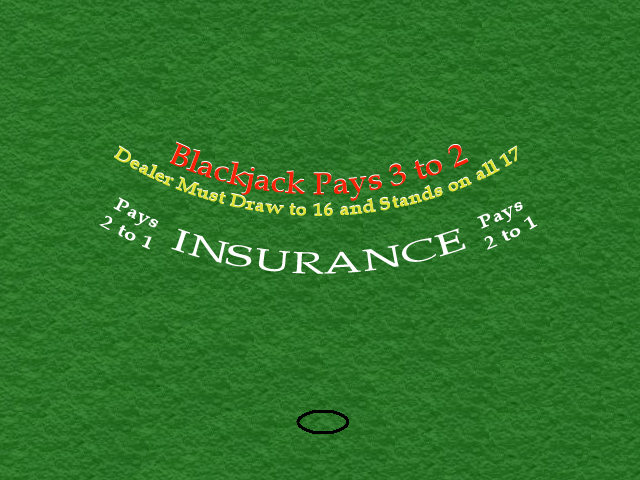 Blackjack Pays 3 to 2
Dealer Must Draw to 16 and Stands on all 17
Pays
2 to 1
INSURANCE
Pays
2 to 1